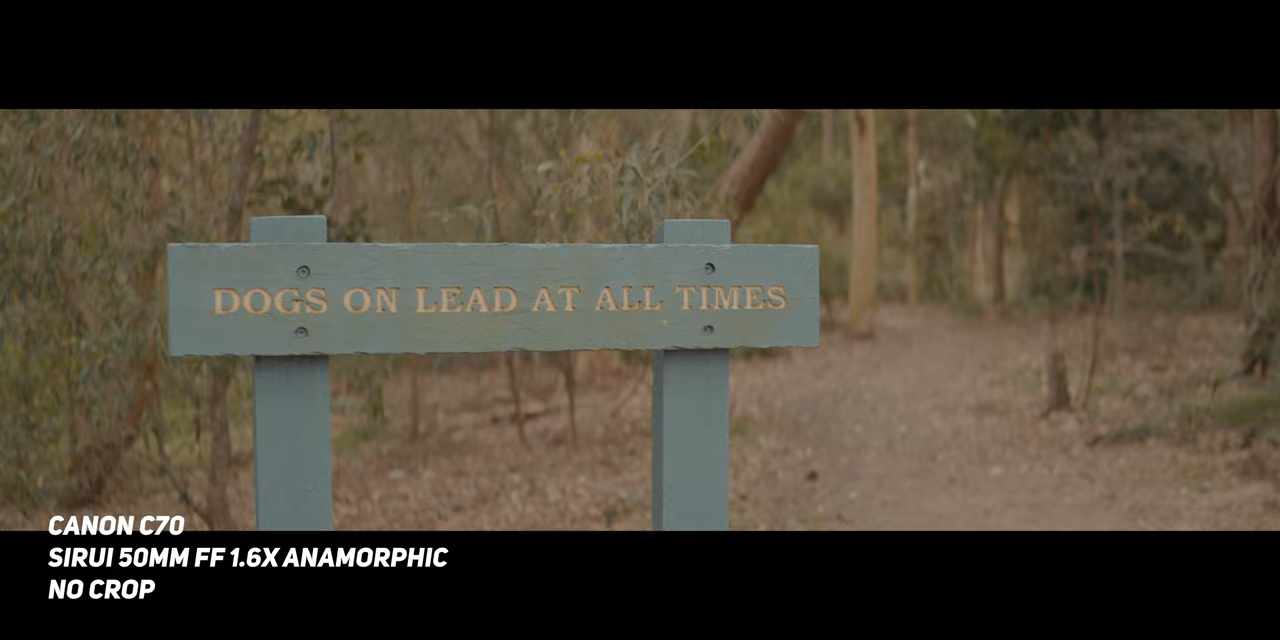 DOGS ON LEAD AT ALL TIMES
CANON C70
SIRUI 50MM FF 1.6X ANAMORPHIC
NO CROP